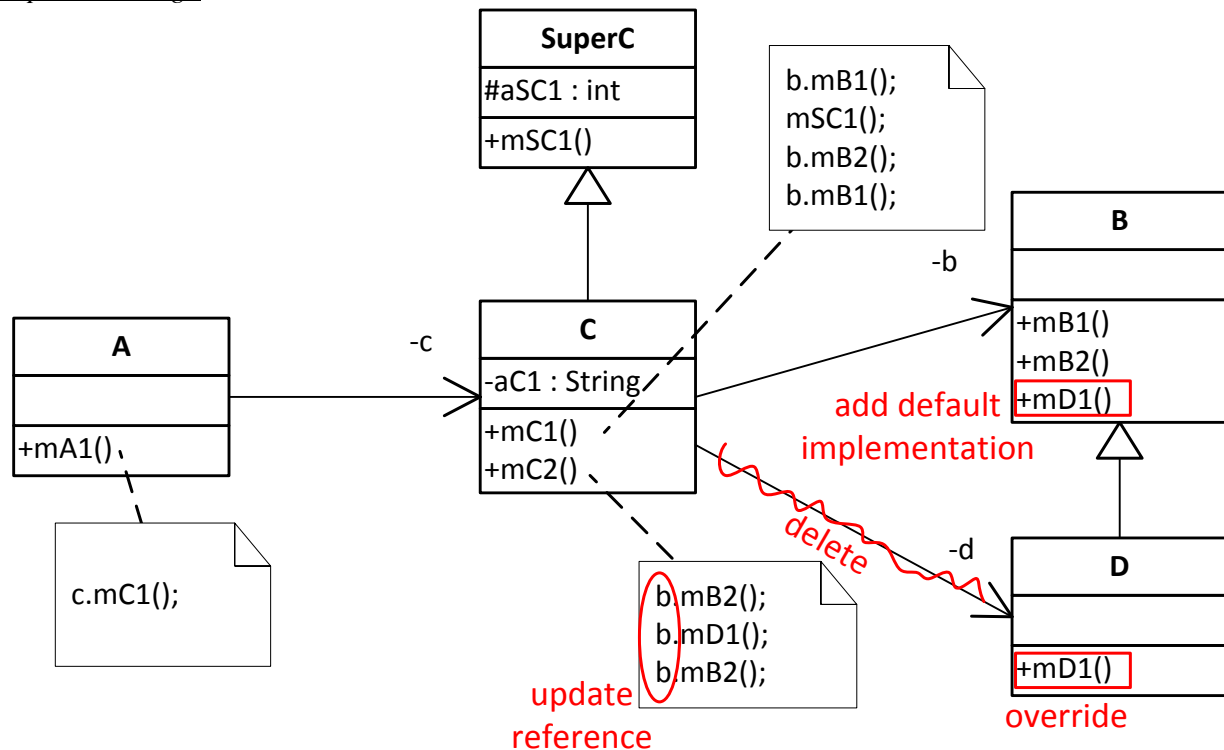 SuperC
#aSC1 : int
+mSC1()
b.mB1();
mSC1();
b.mB2();
b.mB1();
B
-b
+mB1()
+mB2()
+mD1()
add default
implementation
A
+mA1()
-c
C
-aC1 : String
+mC1()
+mC2()
c.mC1();
delete
-d
D
+mD1()
override
b.mB2();
b.mD1();
b.mB2();
update
reference